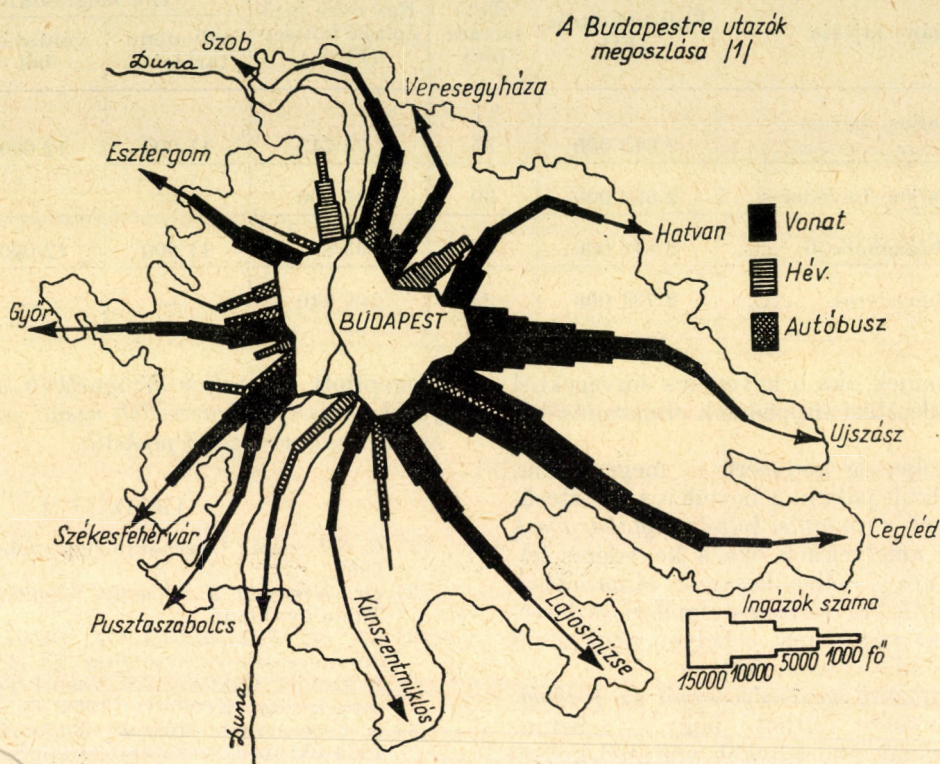 A Budapestre utazók
megoszlása /1/
Szob
Duna
Veresegyháza
Esztergom
Hatvan
Vonat
Hév.
Autóbusz
Győr
BUDAPEST
Ujszász
Székesfehérvár
Cegléd
Pusztaszabolcs
Kunszentmiklós
Lajosmizse
Ingázók száma
15000 10000 5000 1000 fő
Duna